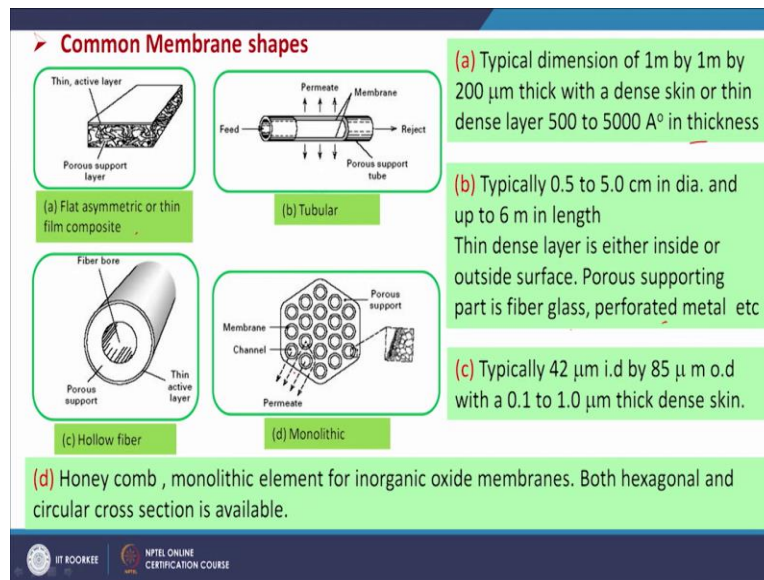 ➤ Common Membrane shapes
Thin, active layer
Porous support
layer
(a) Flat asymmetric or thin
film composite
Permeate
Membrane
Feed
Reject
Porous support
tube
(b) Tubular
Fiber bore
Porous
support
Thin
active
layer
(c) Hollow fiber
Porous
support
Membrane
Channel
Permeate
(d) Monolithic
(a) Typical dimension of 1m by 1m by
200 μm thick with a dense skin or thin
dense layer 500 to 5000 Aᵒ in thickness
(b) Typically 0.5 to 5.0 cm in dia. and
up to 6 m in length
Thin dense layer is either inside or
outside surface. Porous supporting
part is fiber glass, perforated metal etc
(c) Typically 42 μm i.d by 85 μ m o.d
with a 0.1 to 1.0 μm thick dense skin.
(d) Honey comb , monolithic element for inorganic oxide membranes. Both hexagonal and
circular cross section is available.
IIT ROORKEE
NPTEL ONLINE
CERTIFICATION COURSE